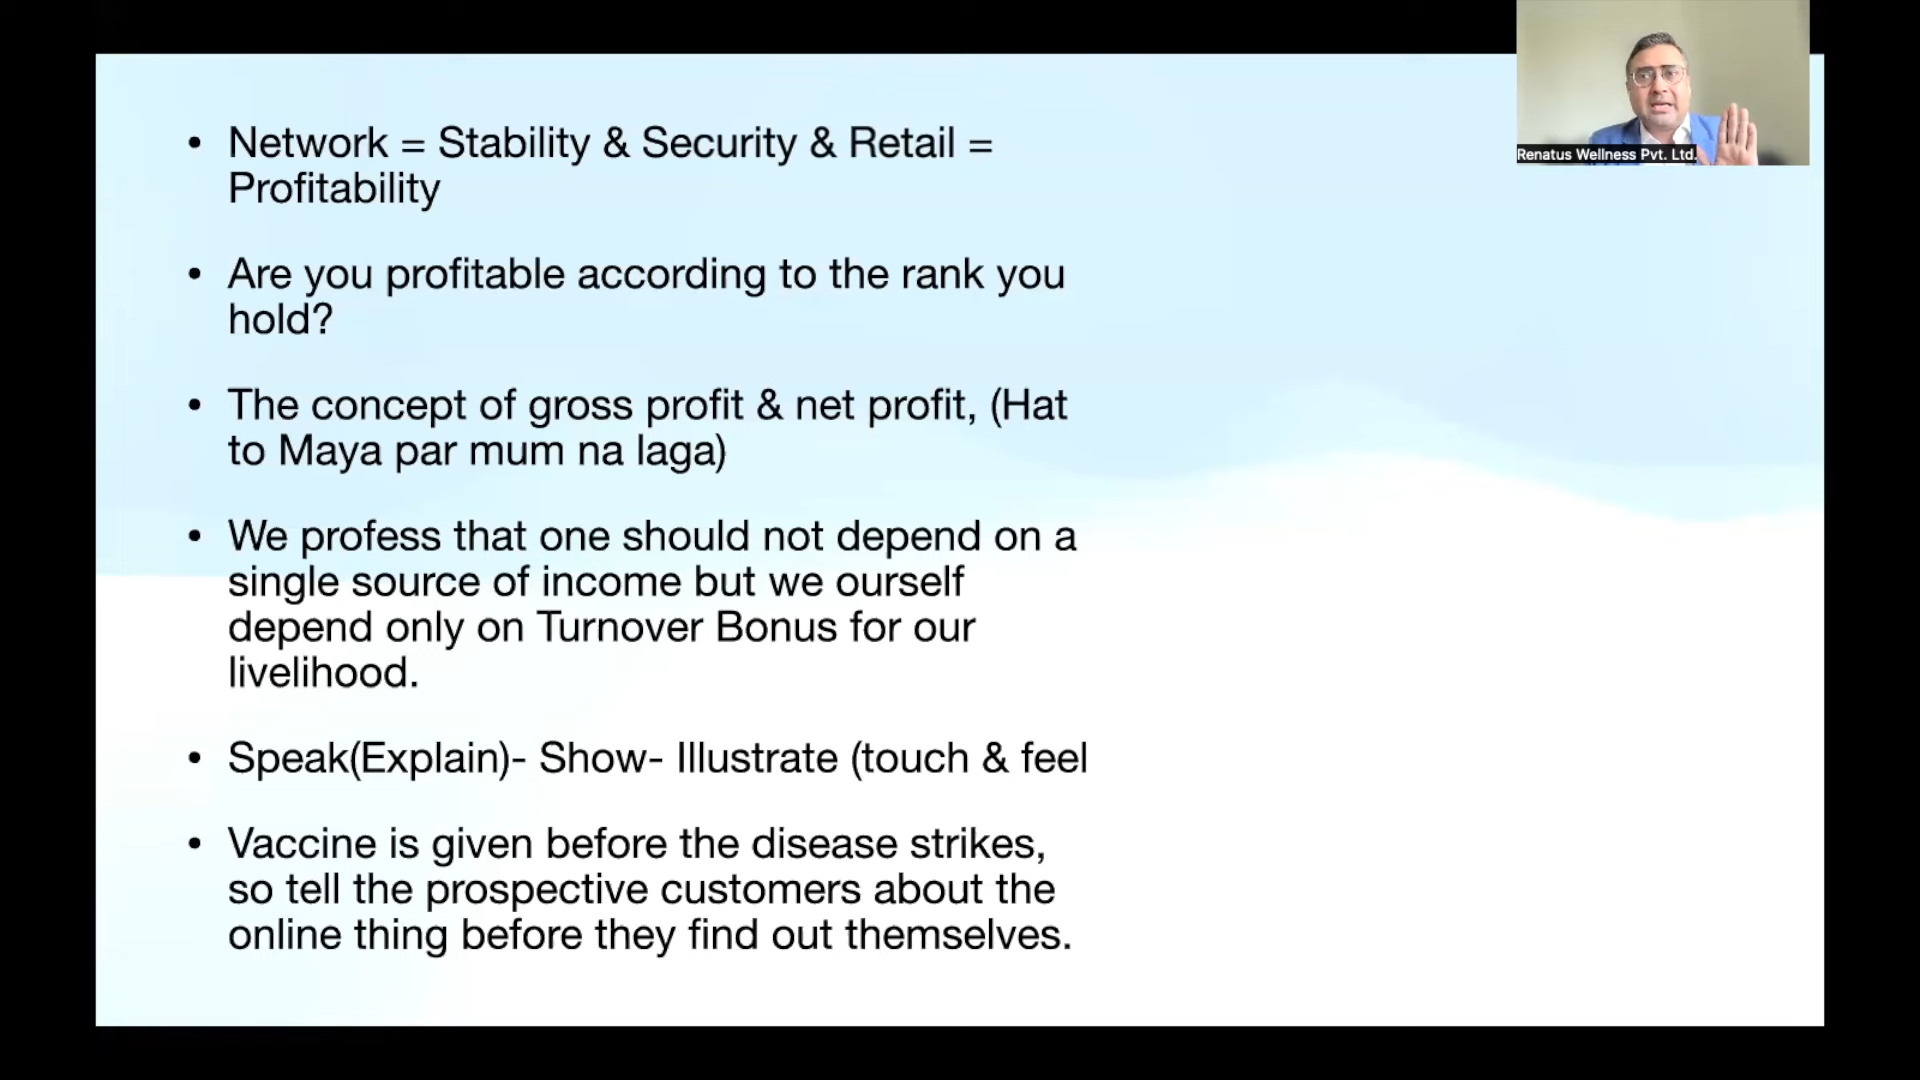 • Network = Stability & Security & Retail =
Profitability
• Are you profitable according to the rank you
hold?
• The concept of gross profit & net profit, (Hat
to Maya par mum na laga)
• We profess that one should not depend on a
single source of income but we ourself
depend only on Turnover Bonus for our
livelihood.
• Speak(Explain)- Show- Illustrate (touch & feel
• Vaccine is given before the disease strikes,
so tell the prospective customers about the
online thing before they find out themselves.
Renatus Wellness Pvt. Ltd.